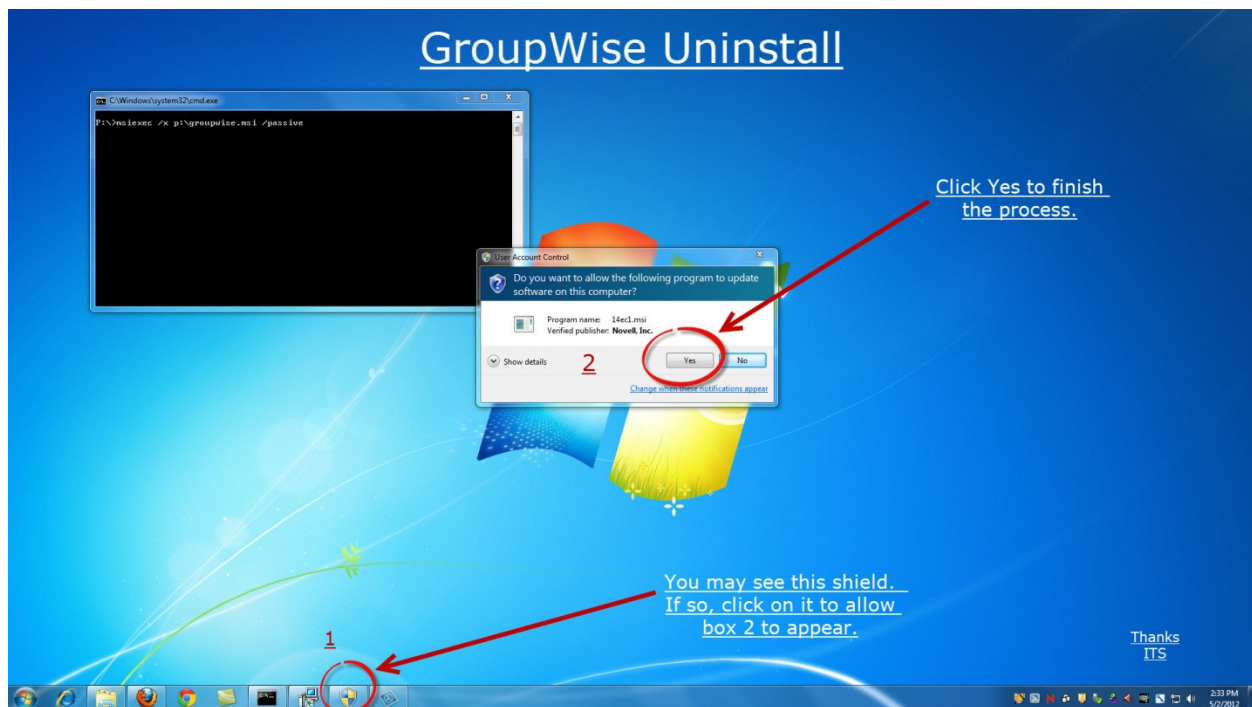 GroupWise Uninstall
C:\Windows\system32\cmd.exe
P:\>msiexec /x p:\groupwise.msi /passive
Click Yes to finish
the process.
User Account Control
Do you want to allow the following program to update
software on this computer?
Program name: 14ec1.msi
Verified publisher: Novell, Inc.
Show details
2
Yes
No
Change when these notifications appear
You may see this shield.
If so, click on it to allow
box 2 to appear.
1
Thanks
ITS
2:33 PM
5/2/2012